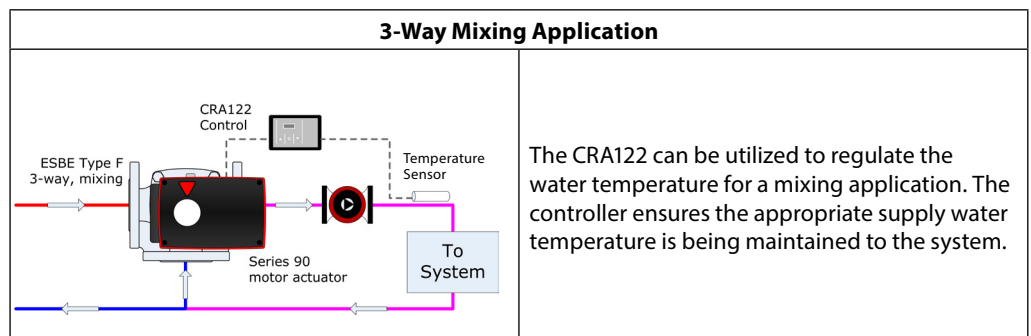 3-Way Mixing Application
CRA122
Control
ESBE Type F
3-way, mixing
Temperature
Sensor
Series 90
motor actuator
To
System
The CRA122 can be utilized to regulate the
water temperature for a mixing application. The
controller ensures the appropriate supply water
temperature is being maintained to the system.